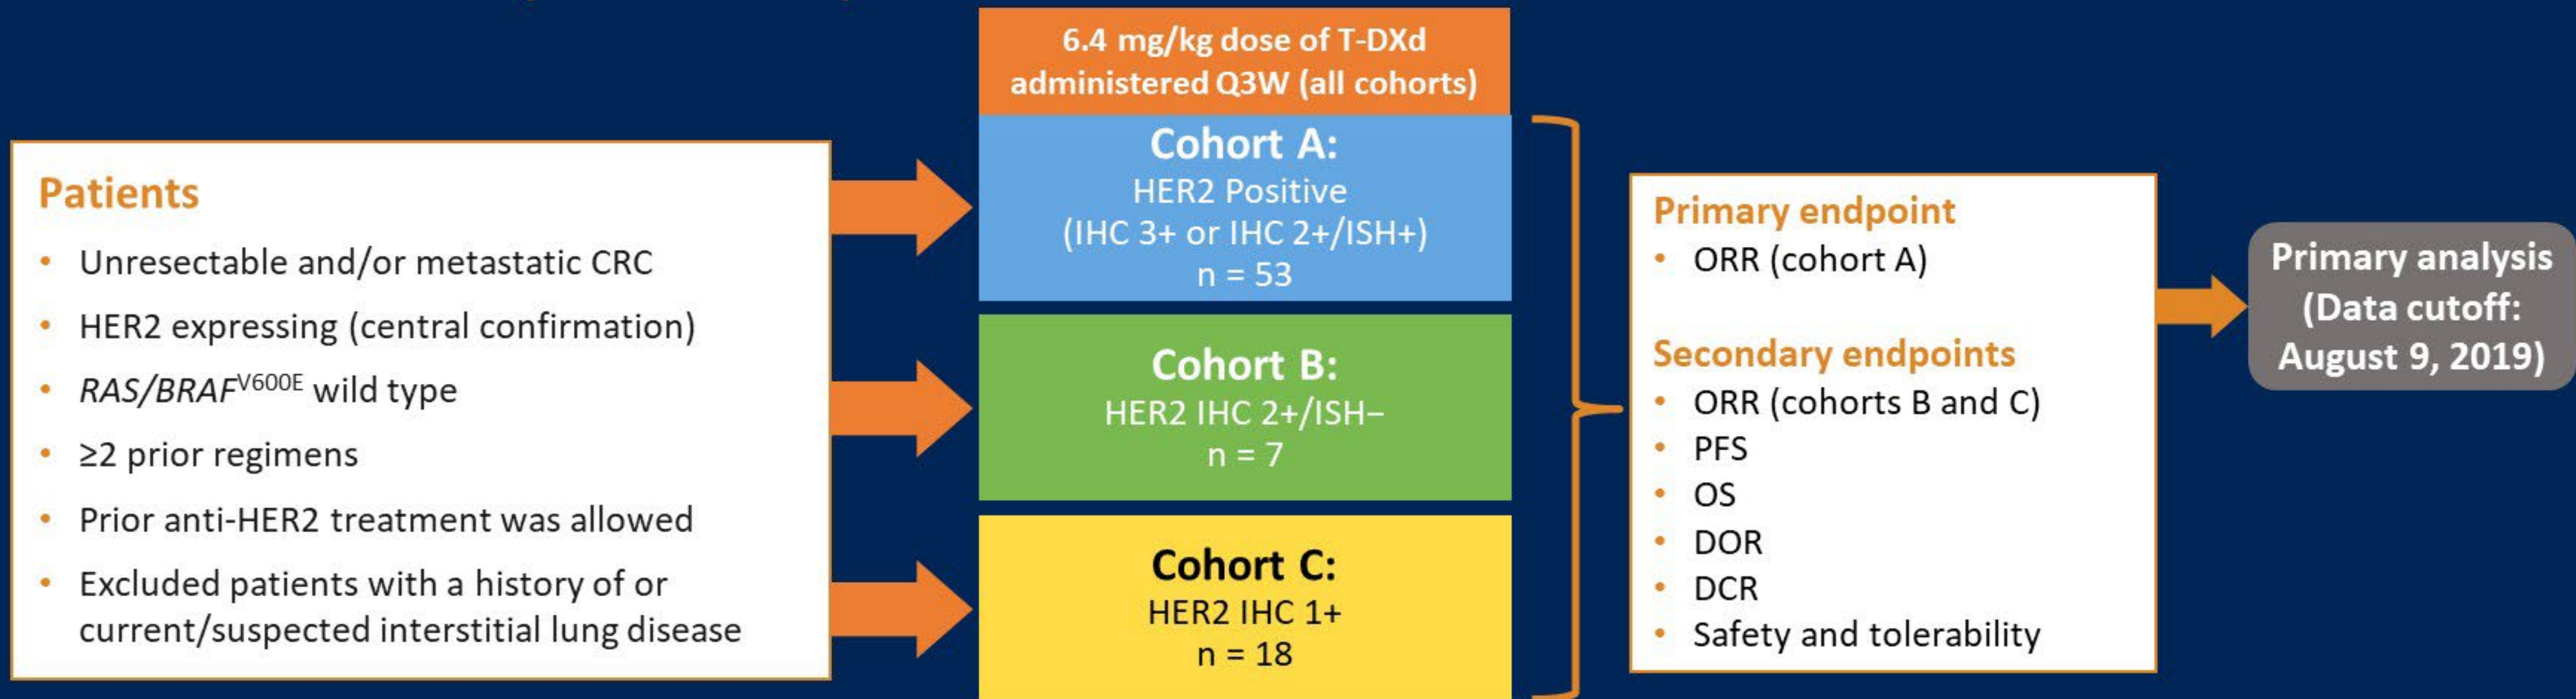 Patients
• Unresectable and/or metastatic CRC
• HER2 expressing (central confirmation)
• RAS/BRAF^V600E wild type
• ≥2 prior regimens
• Prior anti-HER2 treatment was allowed
• Excluded patients with a history of or
current/suspected interstitial lung disease
6.4 mg/kg dose of T-DXd
administered Q3W (all cohorts)
Cohort A:
HER2 Positive
(IHC 3+ or IHC 2+/ISH+)
n = 53
Cohort B:
HER2 IHC 2+/ISH−
n = 7
Cohort C:
HER2 IHC 1+
n = 18
Primary endpoint
• ORR (cohort A)
Secondary endpoints
• ORR (cohorts B and C)
• PFS
• OS
• DOR
• DCR
• Safety and tolerability
Primary analysis
(Data cutoff:
August 9, 2019)